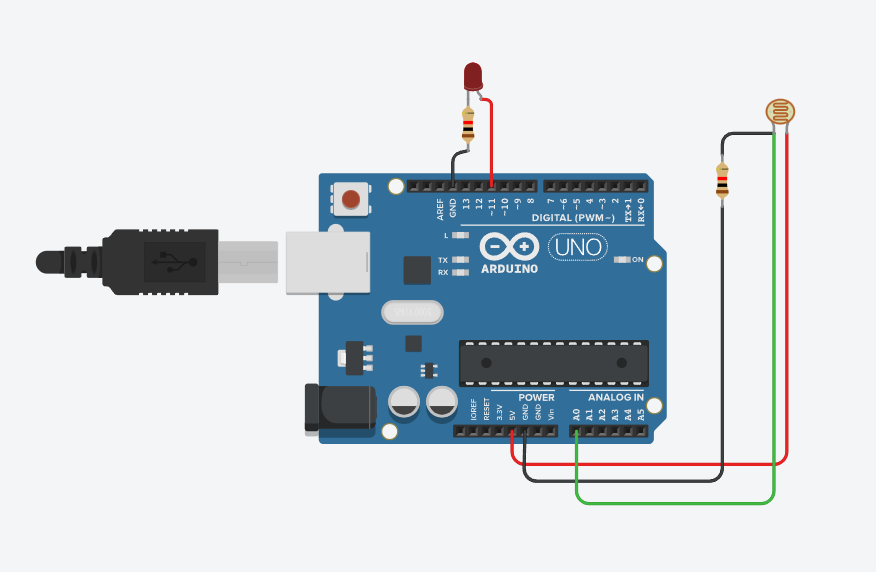 AREF
GND
13
12
~11
~10
~9
8
7
~6
~5
4
~3
2
TX→1
RX←0
DIGITAL (PWM~)
L
TX
RX
ARDUINO
UNO
ON
POWER
ANALOG IN
IOREF
RESET
3.3V
5V
GND
GND
Vin
A0
A1
A2
A3
A4
A5